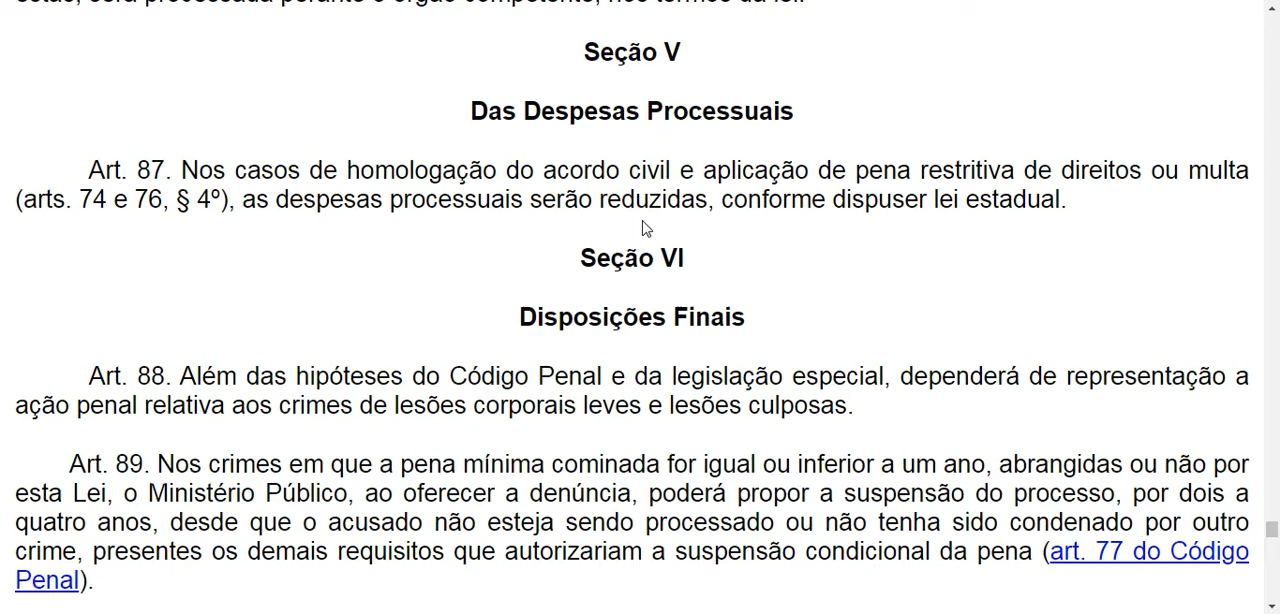 Seção V
Das Despesas Processuais
Art. 87. Nos casos de homologação do acordo civil e aplicação de pena restritiva de direitos ou multa
(arts. 74 e 76, § 4º), as despesas processuais serão reduzidas, conforme dispuser lei estadual.
Seção VI
Disposições Finais
Art. 88. Além das hipóteses do Código Penal e da legislação especial, dependerá de representação a
ação penal relativa aos crimes de lesões corporais leves e lesões culposas.
Art. 89. Nos crimes em que a pena mínima cominada for igual ou inferior a um ano, abrangidas ou não por
esta Lei, o Ministério Público, ao oferecer a denúncia, poderá propor a suspensão do processo, por dois a
quatro anos, desde que o acusado não esteja sendo processado ou não tenha sido condenado por outro
crime, presentes os demais requisitos que autorizariam a suspensão condicional da pena (art. 77 do Código
Penal).